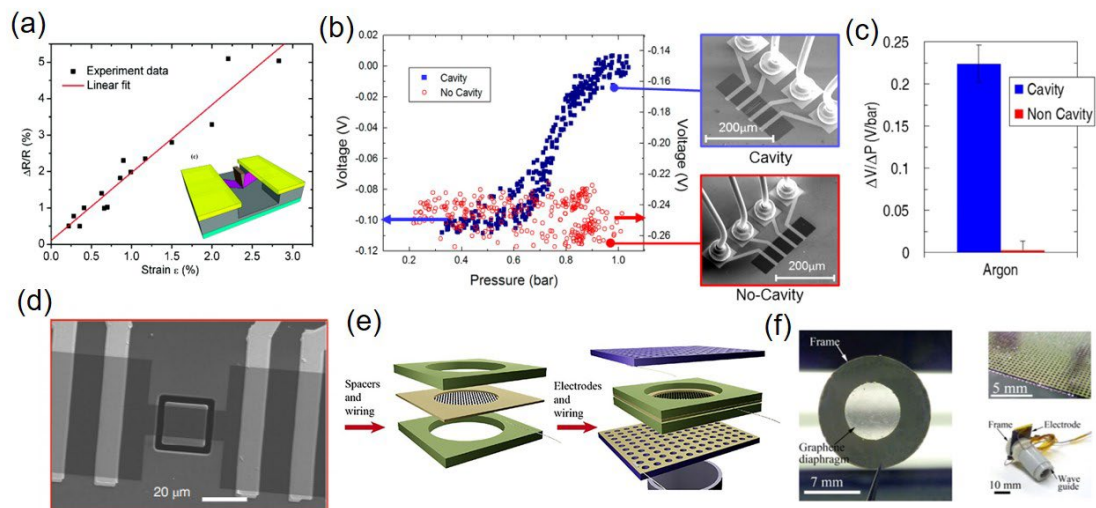 (a)
ΔR/R (%)
5
4
3
2
1
0
Experiment data
Linear fit
(c)
0.0
0.5
1.0
1.5
2.0
2.5
3.0
Strain ε (%)
(b)
Voltage (V)
0.02
0.00
-0.02
-0.04
-0.06
-0.08
-0.10
-0.12
Cavity
No Cavity
-0.14
-0.16
-0.18
-0.20
-0.22
-0.24
-0.26
Voltage (V)
0.2
0.4
0.6
0.8
1.0
Pressure (bar)
200μm
Cavity
200μm
No-Cavity
(c)
ΔV/ΔP (V/bar)
0.25
0.20
0.15
0.10
0.05
0
Cavity
Non Cavity
Argon
(d)
20 μm
(e)
Spacers
and
wiring
Electrodes
and
wiring
(f)
Frame
Graphene
diaphragm
7 mm
5 mm
Frame
Electrode
Wave
guide
10 mm